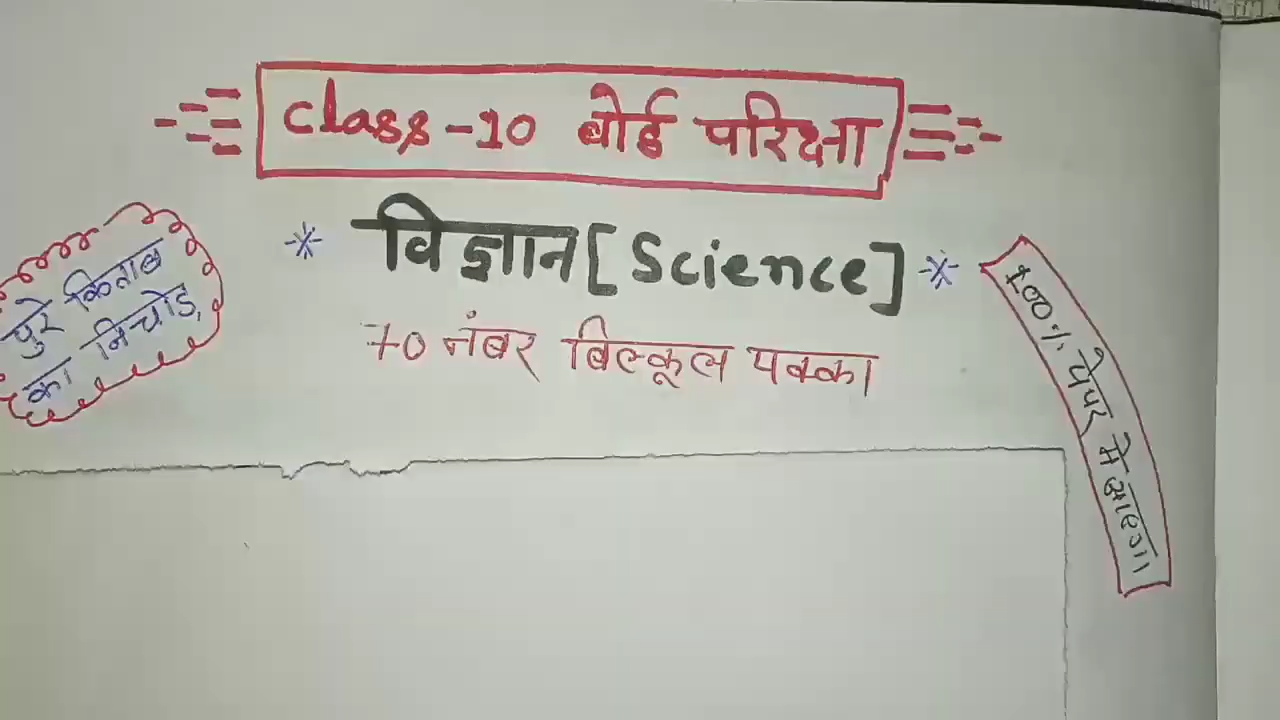 class-10 बोर्ड परिक्षा
विज्ञान [Science]
70 नंबर बिल्कूल पक्का
पुरे किताब
का निचोड़,
100% पेपर में आएगा